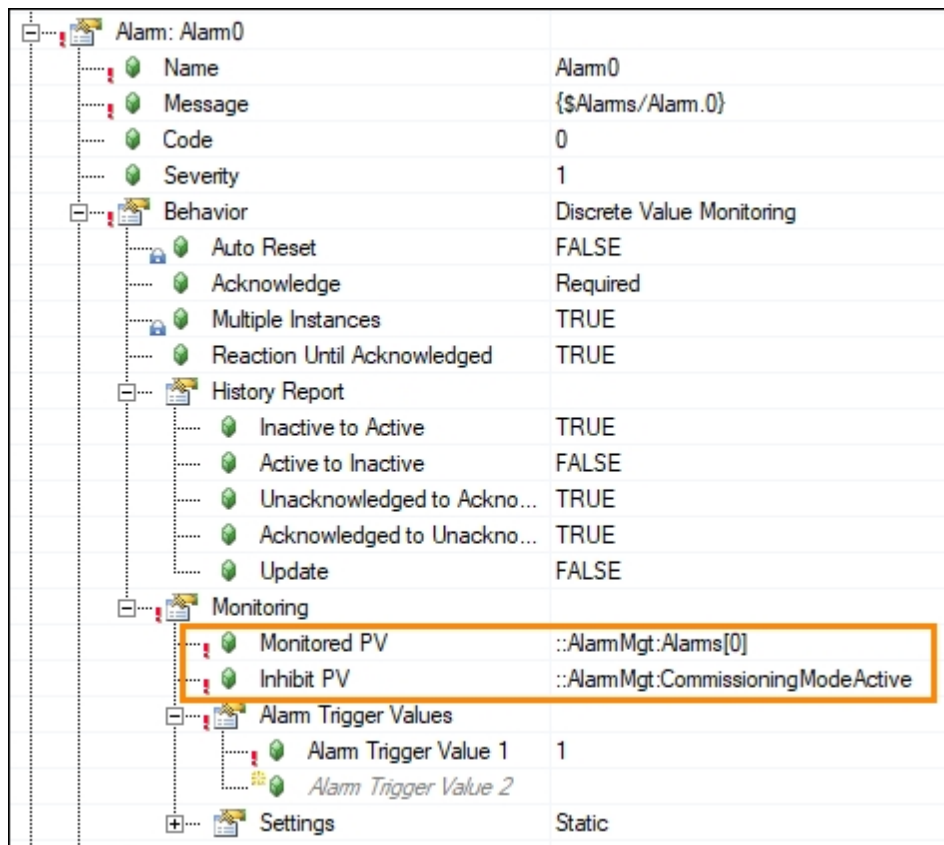 Alarm: Alarm0
Name Alarm0
Message {$Alarms/Alarm.0}
Code 0
Severity 1
Behavior Discrete Value Monitoring
Auto Reset FALSE
Acknowledge Required
Multiple Instances TRUE
Reaction Until Acknowledged TRUE
History Report
Inactive to Active TRUE
Active to Inactive FALSE
Unacknowledged to Ackno... TRUE
Acknowledged to Unackno... TRUE
Update FALSE
Monitoring
Monitored PV ::AlarmMgt:Alarms[0]
Inhibit PV ::AlarmMgt:CommissioningModeActive
Alarm Trigger Values
Alarm Trigger Value 1 1
Alarm Trigger Value 2
Settings Static